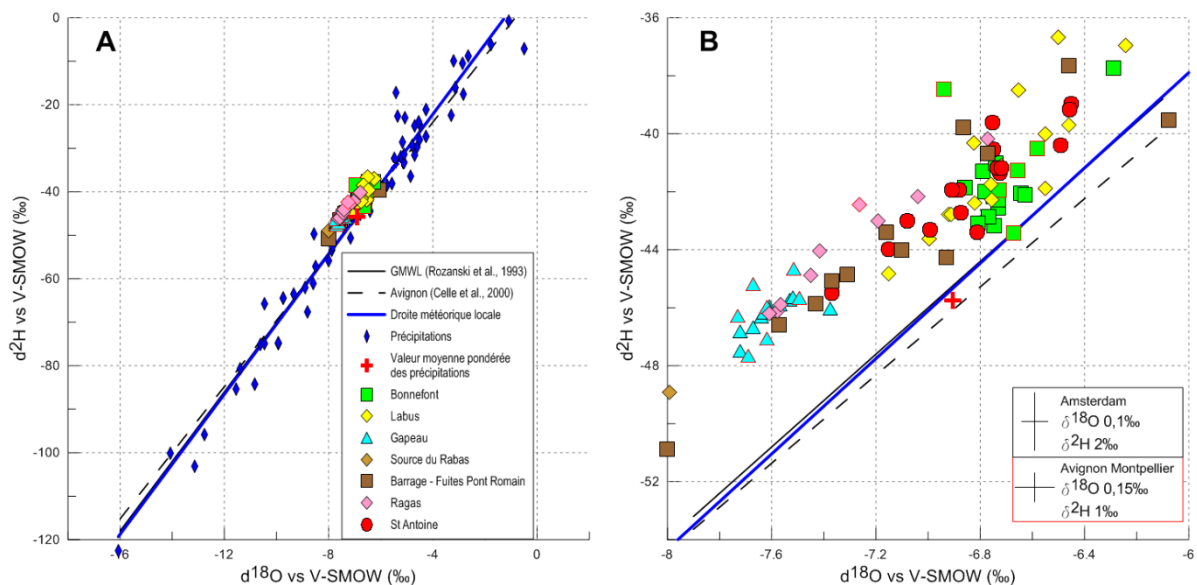 A
0
-20
-40
-60
-80
-100
-120
-16
-12
-8
-4
0
d2H vs V-SMOW (‰)
d18O vs V-SMOW (‰)
GMWL (Rozanski et al., 1993)
Avignon (Celle et al., 2000)
Droite météorique locale
Précipitations
Valeur moyenne pondérée
des précipitations
Bonnefont
Labus
Gapeau
Source du Rabas
Barrage - Fuites Pont Romain
Ragas
St Antoine
B
-36
-40
-44
-48
-52
-8
-7.6
-7.2
-6.8
-6.4
-6
d2H vs V-SMOW (‰)
d18O vs V-SMOW (‰)
Amsterdam
δ18O 0,1‰
δ2H 2‰
Avignon Montpellier
δ18O 0,15‰
δ2H 1‰